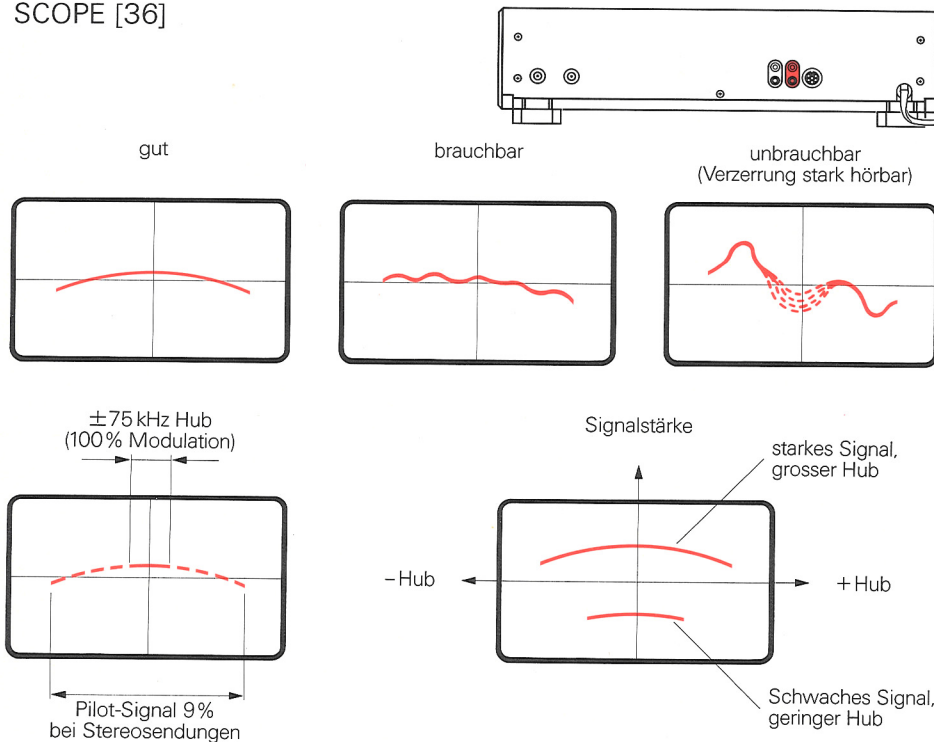 SCOPE [36]
gut
brauchbar
unbrauchbar
(Verzerrung stark hörbar)
±75 kHz Hub
(100% Modulation)
Pilot-Signal 9%
bei Stereosendungen
Signalstärke
starkes Signal,
grosser Hub
–Hub
+Hub
Schwaches Signal,
geringer Hub